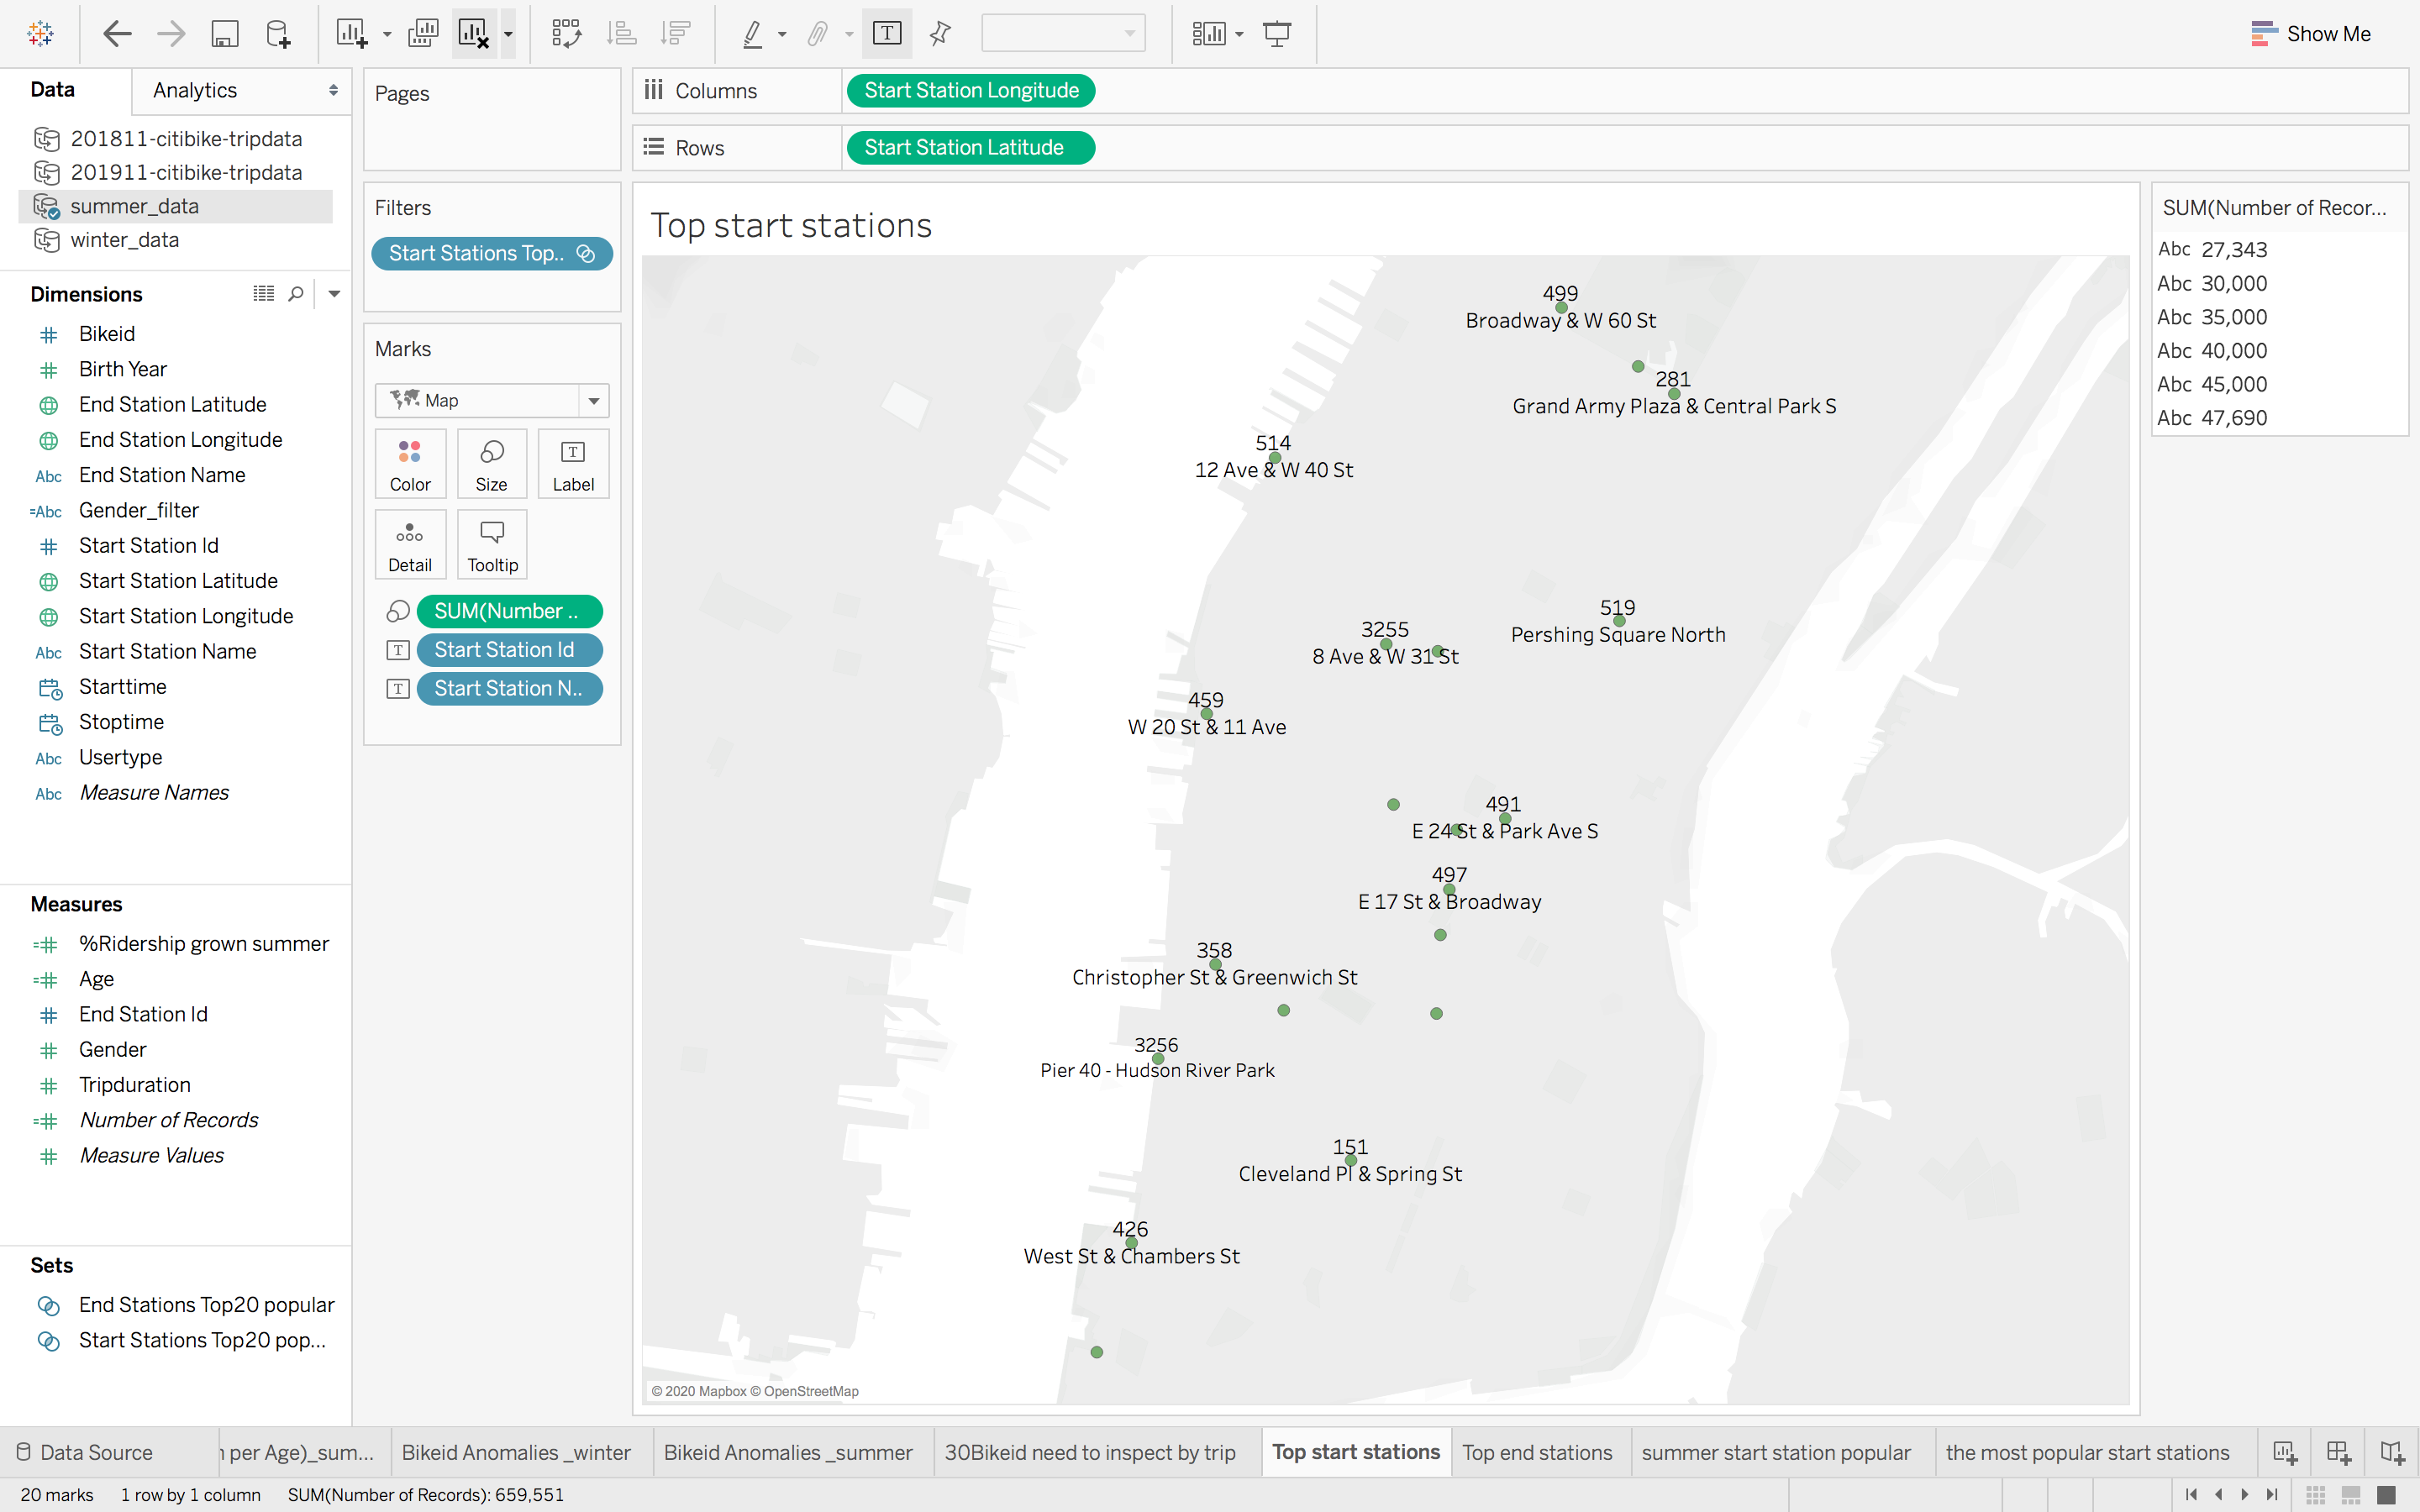 Show Me
Data
Analytics
201811-citibike-tripdata
201911-citibike-tripdata
summer_data
winter_data
Dimensions
Bikeid
Birth Year
End Station Latitude
End Station Longitude
Abc End Station Name
=Abc Gender_filter
Start Station Id
Start Station Latitude
Start Station Longitude
Abc Start Station Name
Starttime
Stoptime
Abc Usertype
Abc Measure Names
Measures
%Ridership grown summer
Age
End Station Id
Gender
Tripduration
Number of Records
Measure Values
Sets
End Stations Top20 popular
Start Stations Top20 pop...
Pages
Filters
Start Stations Top..
Marks
Map
Color
Size
T
Label
Detail
Tooltip
SUM(Number ..
T Start Station Id
T Start Station N..
Columns
Start Station Longitude
Rows
Start Station Latitude
Top start stations
499
Broadway & W 60 St
281
Grand Army Plaza & Central Park S
514
12 Ave & W 40 St
519
Pershing Square North
3255
8 Ave & W 31 St
459
W 20 St & 11 Ave
491
E 24 St & Park Ave S
497
E 17 St & Broadway
358
Christopher St & Greenwich St
3256
Pier 40 - Hudson River Park
151
Cleveland Pl & Spring St
426
West St & Chambers St
© 2020 Mapbox © OpenStreetMap
SUM(Number of Recor...
Abc 27,343
Abc 30,000
Abc 35,000
Abc 40,000
Abc 45,000
Abc 47,690
Data Source
per Age)_sum...
Bikeid Anomalies _winter
Bikeid Anomalies _summer
30Bikeid need to inspect by trip
Top start stations
Top end stations
summer start station popular
the most popular start stations
20 marks
1 row by 1 column
SUM(Number of Records): 659,551